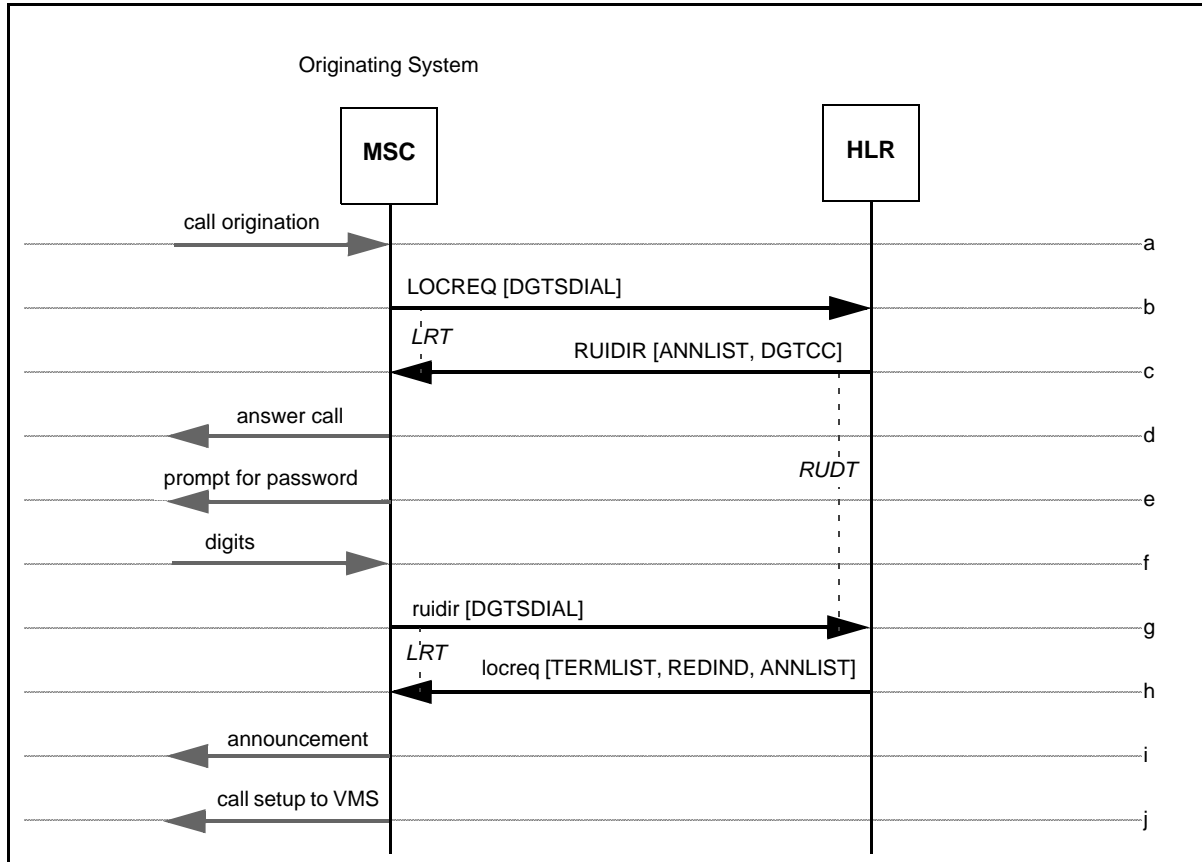 Originating System
MSC
HLR
call origination
a
LOCREQ [DGTSDIAL]
b
LRT
RUIDIR [ANNLIST, DGTCC]
c
answer call
d
RUDT
prompt for password
e
digits
f
ruidir [DGTSDIAL]
g
LRT
locreq [TERMLIST, REDIND, ANNLIST]
h
announcement
i
call setup to VMS
j